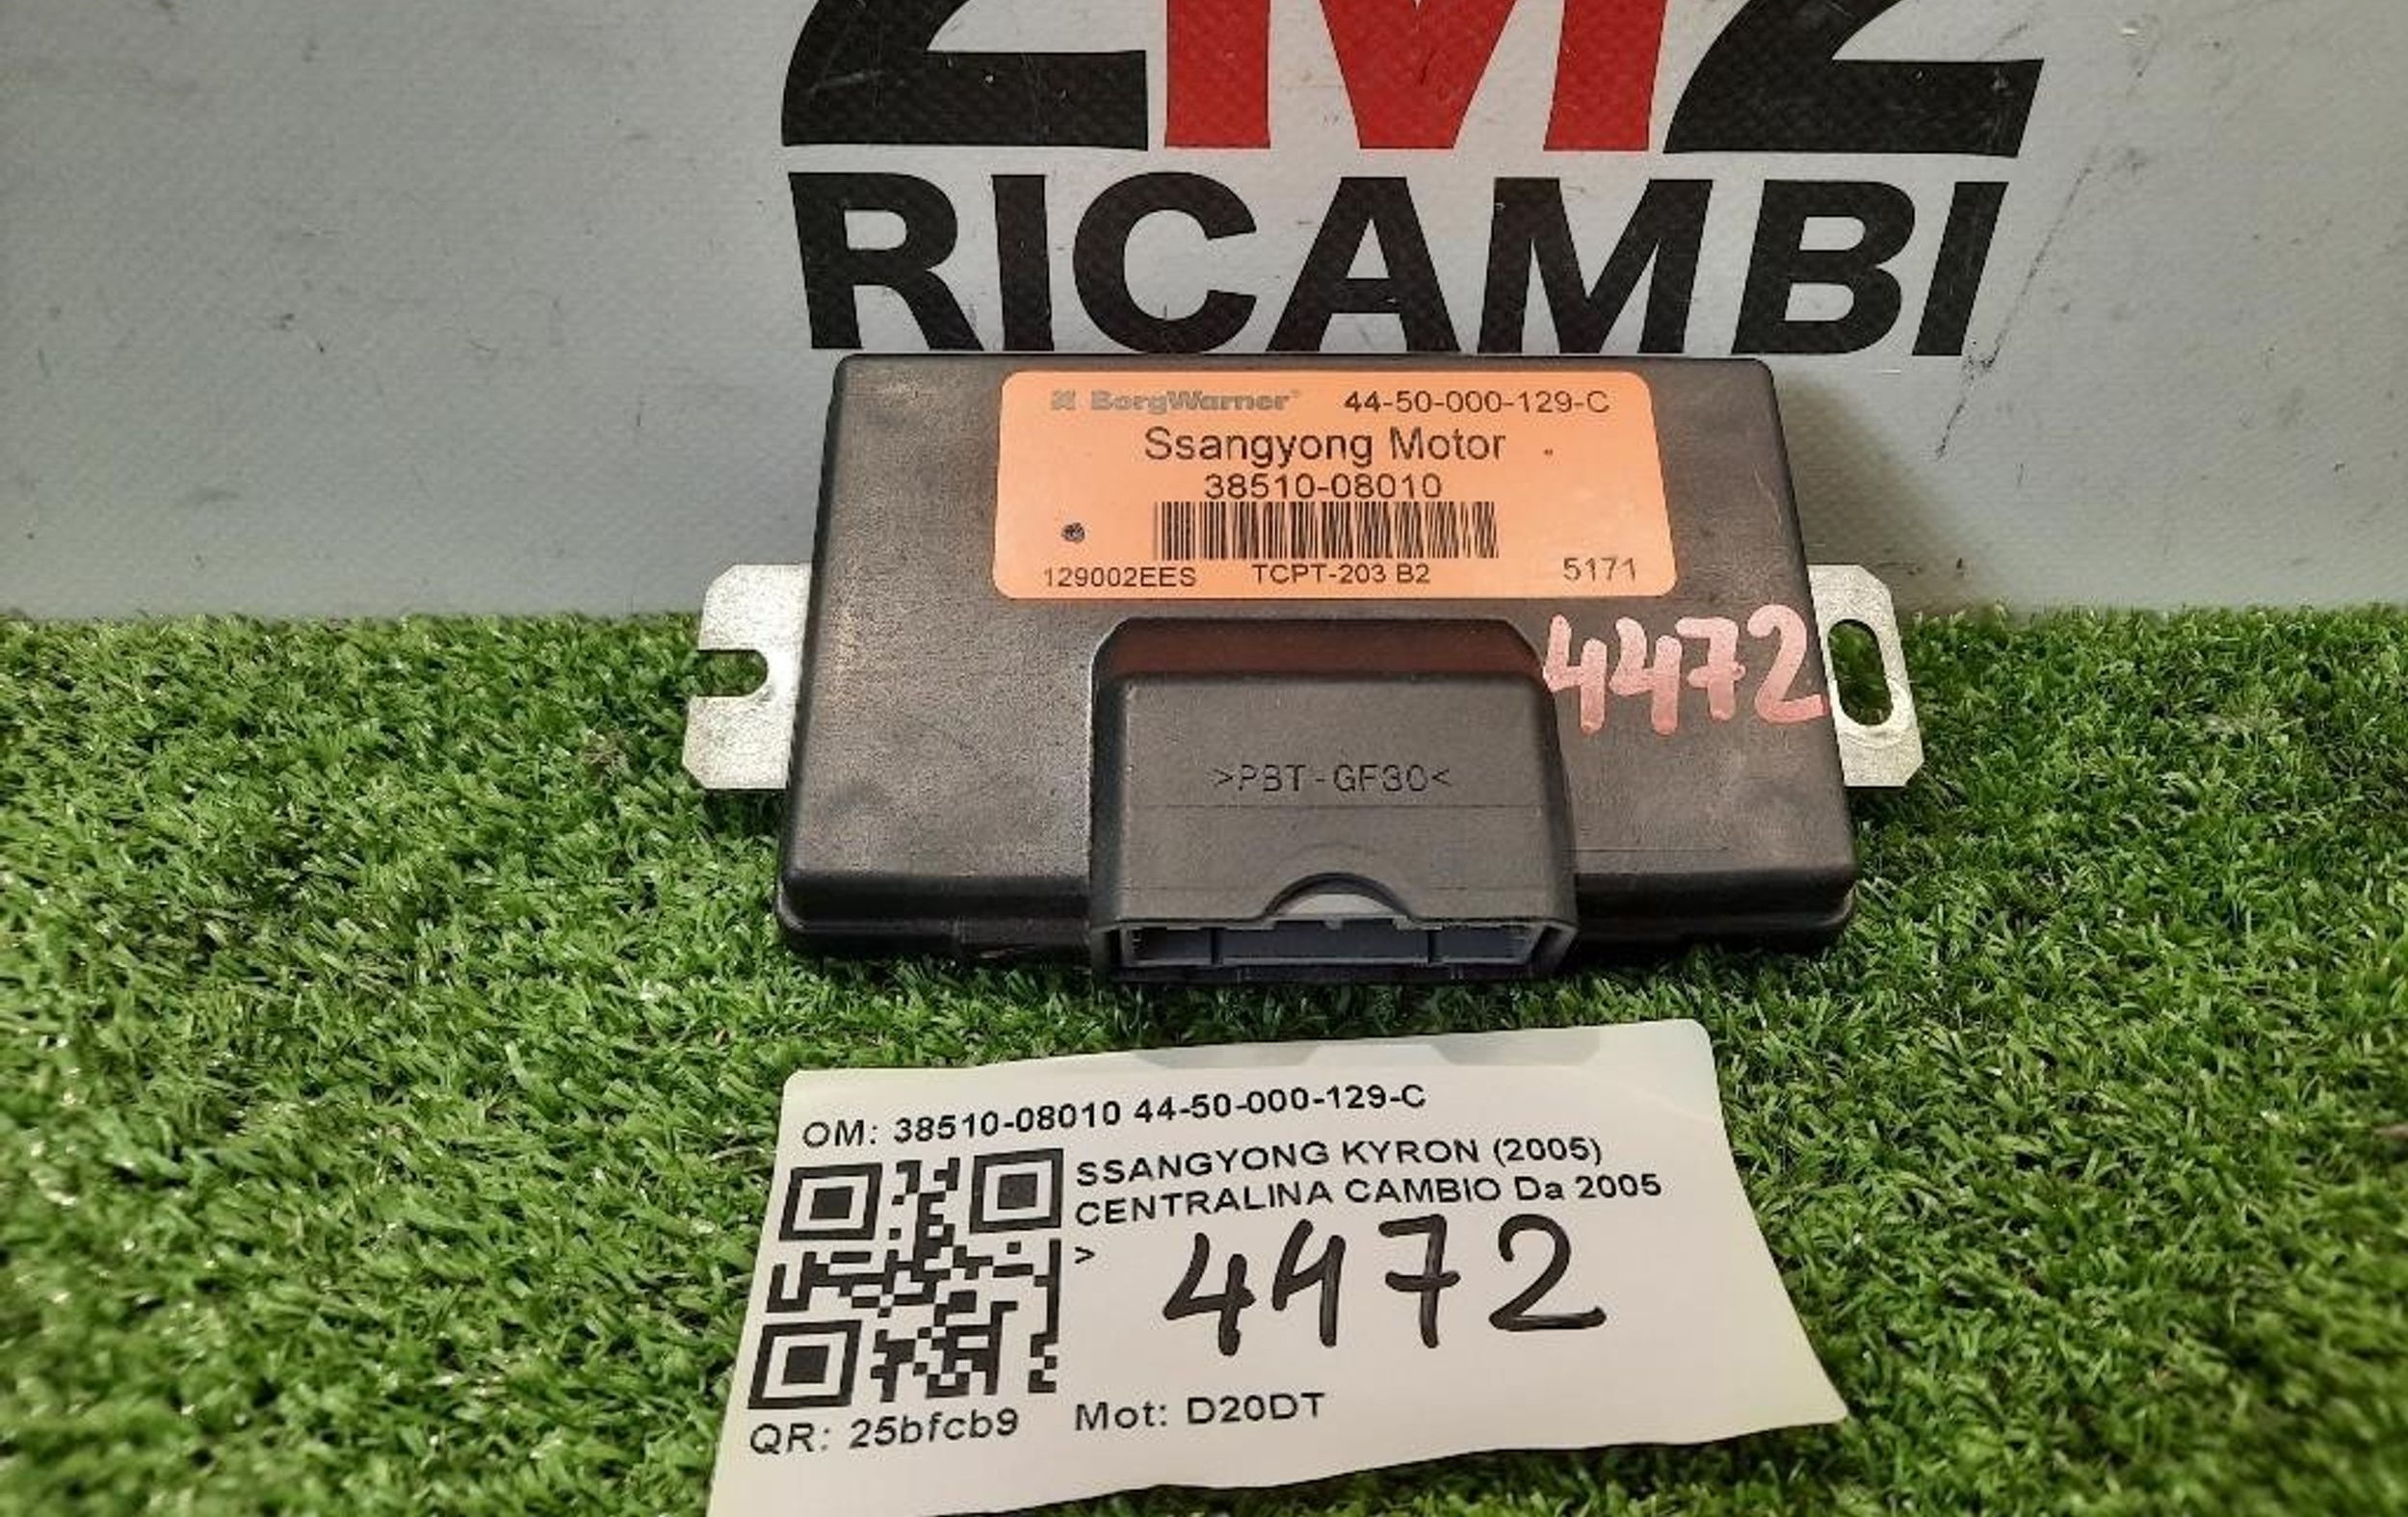 2M2
RICAMBI
BorgWarner® 44-50-000-129-C
Ssangyong Motor
38510-08010
129002EES TCPT-203 B2 5171
4472
>PBT-GF30<
OM: 38510-08010 44-50-000-129-C
SSANGYONG KYRON (2005)
CENTRALINA CAMBIO Da 2005
>
4472
QR: 25bfcb9 Mot: D20DT